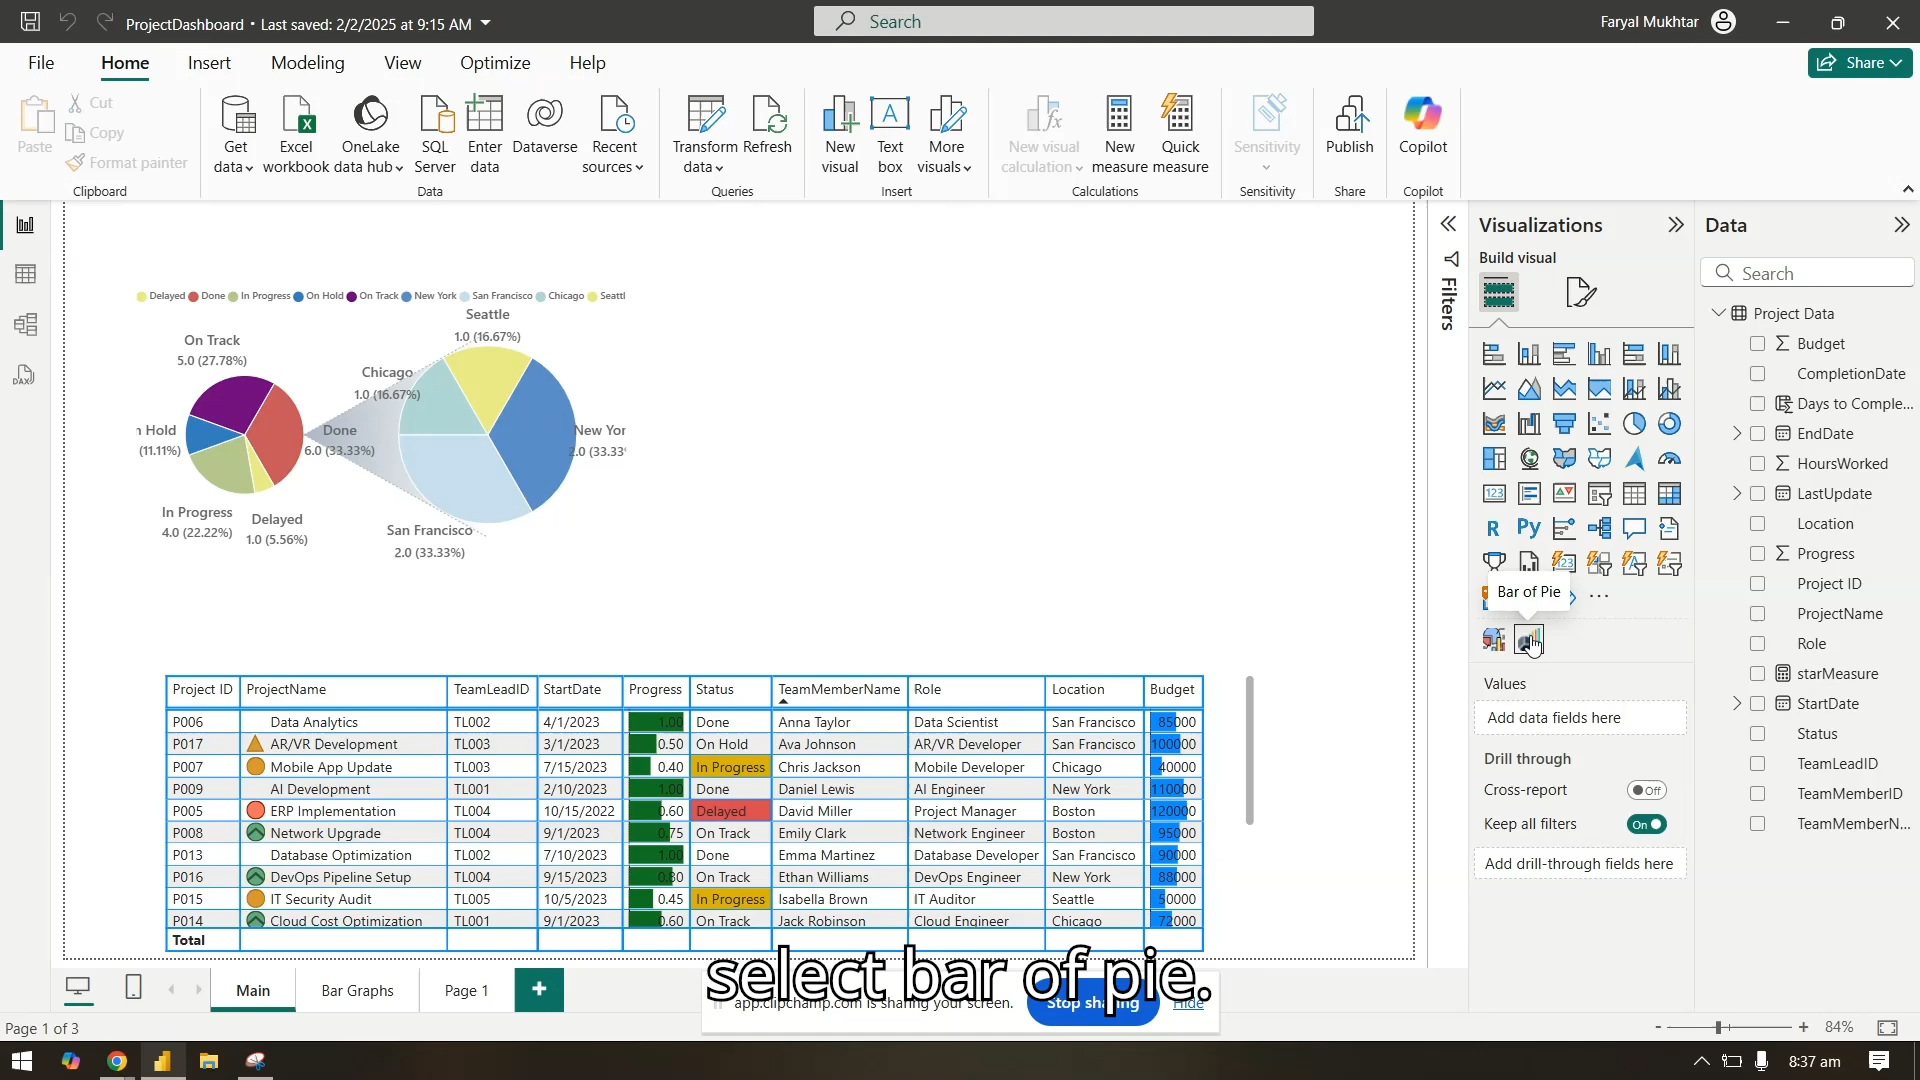 ProjectDashboard • Last saved: 2/2/2025 at 9:15 AM
Search
Faryal Mukhtar
File Home Insert Modeling View Optimize Help
Share
Paste
Cut
Copy
Format painter
Clipboard
Get data
Excel workbook
OneLake data hub
SQL Server
Enter data
Dataverse
Recent sources
Data
Transform data
Refresh
Queries
New visual
Text box
More visuals
Insert
New visual calculation
New measure
Quick measure
Calculations
Sensitivity
Sensitivity
Publish
Share
Copilot
Copilot
Delayed Done In Progress On Hold On Track New York San Francisco Chicago Seattl
Seattle
1.0 (16.67%)
On Track
5.0 (27.78%)
Chicago
1.0 (16.67%)
n Hold
(11.11%)
Done
6.0 (33.33%)
New Yor
2.0 (33.33
In Progress
4.0 (22.22%)
Delayed
1.0 (5.56%)
San Francisco
2.0 (33.33%)
Project ID ProjectName TeamLeadID StartDate Progress Status TeamMemberName Role Location Budget
P006 Data Analytics TL002 4/1/2023 1.00 Done Anna Taylor Data Scientist San Francisco 85000
P017 AR/VR Development TL003 3/1/2023 0.50 On Hold Ava Johnson AR/VR Developer San Francisco 100000
P007 Mobile App Update TL003 7/15/2023 0.40 In Progress Chris Jackson Mobile Developer Chicago 40000
P009 AI Development TL001 2/10/2023 1.00 Done Daniel Lewis AI Engineer New York 110000
P005 ERP Implementation TL004 10/15/2022 0.60 Delayed David Miller Project Manager Boston 120000
P008 Network Upgrade TL004 9/1/2023 0.75 On Track Emily Clark Network Engineer Boston 95000
P013 Database Optimization TL002 7/10/2023 1.00 Done Emma Martinez Database Developer San Francisco 90000
P016 DevOps Pipeline Setup TL004 9/15/2023 0.80 On Track Ethan Williams DevOps Engineer New York 88000
P015 IT Security Audit TL005 10/5/2023 0.45 In Progress Isabella Brown IT Auditor Seattle 50000
P014 Cloud Cost Optimization TL001 9/1/2023 0.60 On Track Jack Robinson Cloud Engineer Chicago 72000
Total
select bar of pie.
app.clipchamp.com is sharing your screen. Stop sharing Hide
Main Bar Graphs Page 1 +
Page 1 of 3
84%
Filters
Visualizations
Build visual
123
R Py
123
Bar of Pie
...
Values
Add data fields here
Drill through
Cross-report Off
Keep all filters On
Add drill-through fields here
Data
Search
Project Data
Budget
CompletionDate
Days to Comple...
EndDate
HoursWorked
LastUpdate
Location
Progress
Project ID
ProjectName
Role
starMeasure
StartDate
Status
TeamLeadID
TeamMemberID
TeamMemberN...
DAX
8:37 am